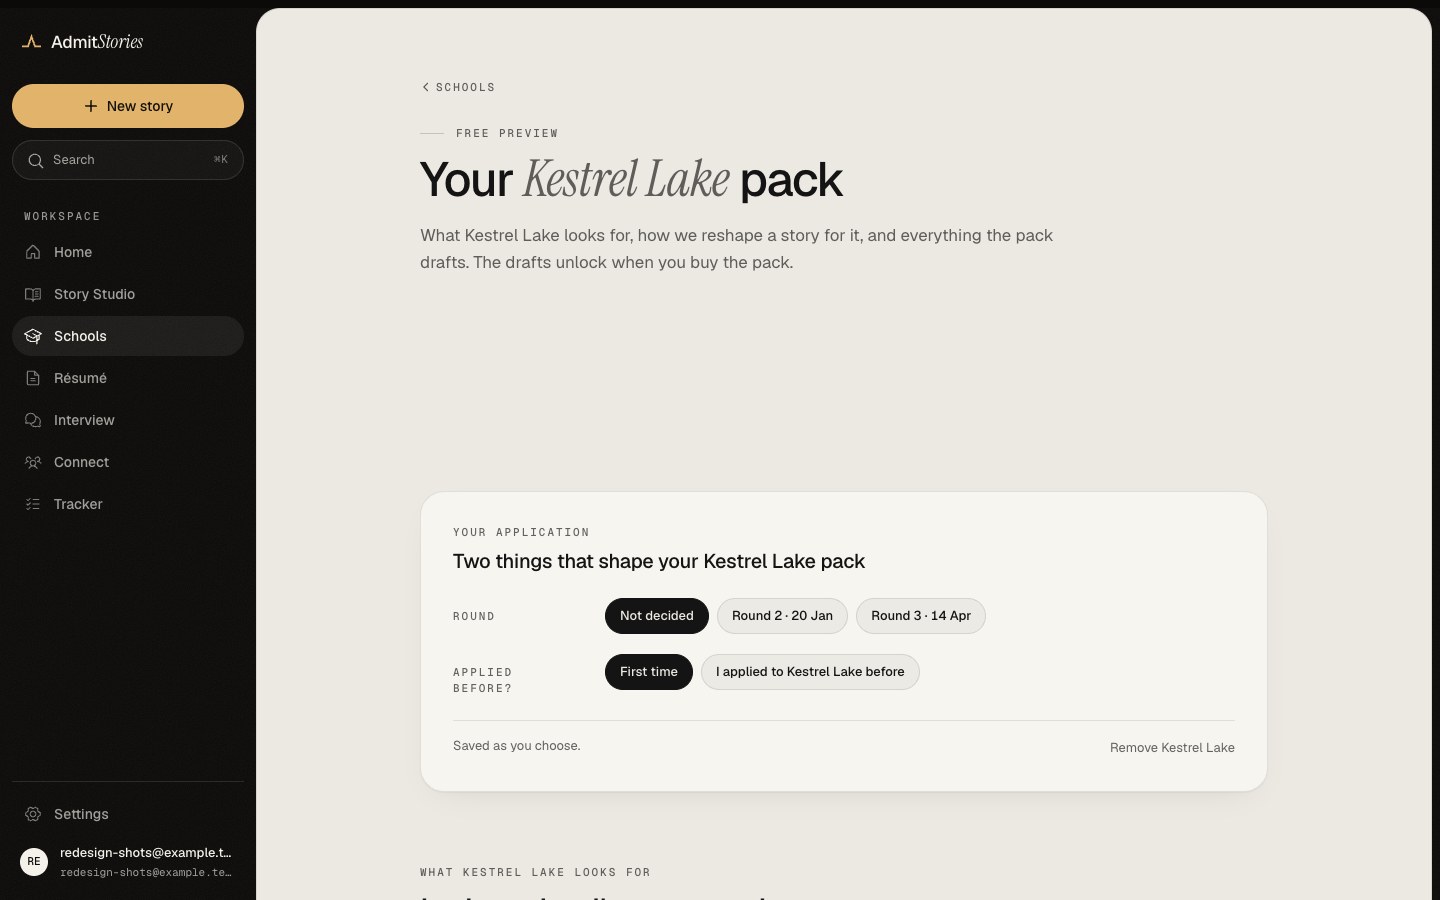 AdmitStories
New story
Search ⌘K
WORKSPACE
Home
Story Studio
Schools
Résumé
Interview
Connect
Tracker
Settings
RE
redesign-shots@example.t…
redesign-shots@example.te…
SCHOOLS
FREE PREVIEW
Your Kestrel Lake pack
What Kestrel Lake looks for, how we reshape a story for it, and everything the pack
drafts. The drafts unlock when you buy the pack.
YOUR APPLICATION
Two things that shape your Kestrel Lake pack
ROUND
Not decided
Round 2 · 20 Jan
Round 3 · 14 Apr
APPLIED
BEFORE?
First time
I applied to Kestrel Lake before
Saved as you choose.
Remove Kestrel Lake
WHAT KESTREL LAKE LOOKS FOR